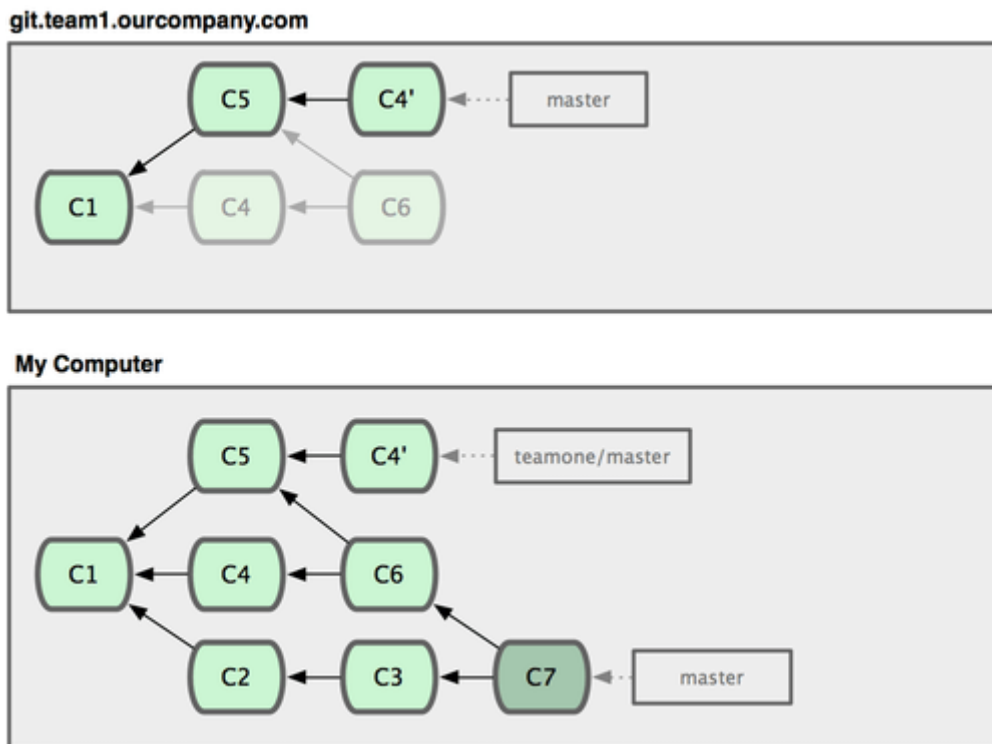 git.team1.ourcompany.com
C5 C4' master
C1 C4 C6
My Computer
C5 C4' teamone/master
C1 C4 C6
C2 C3 C7 master